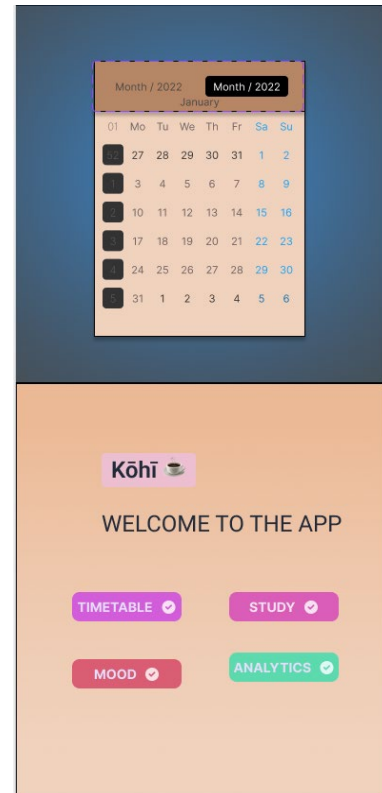 Month / 2022 Month / 2022
January
01 Mo Tu We Th Fr Sa Su
52 27 28 29 30 31 1 2
1 3 4 5 6 7 8 9
2 10 11 12 13 14 15 16
3 17 18 19 20 21 22 23
4 24 25 26 27 28 29 30
5 31 1 2 3 4 5 6
Kōhī ☕
WELCOME TO THE APP
TIMETABLE STUDY
MOOD ANALYTICS